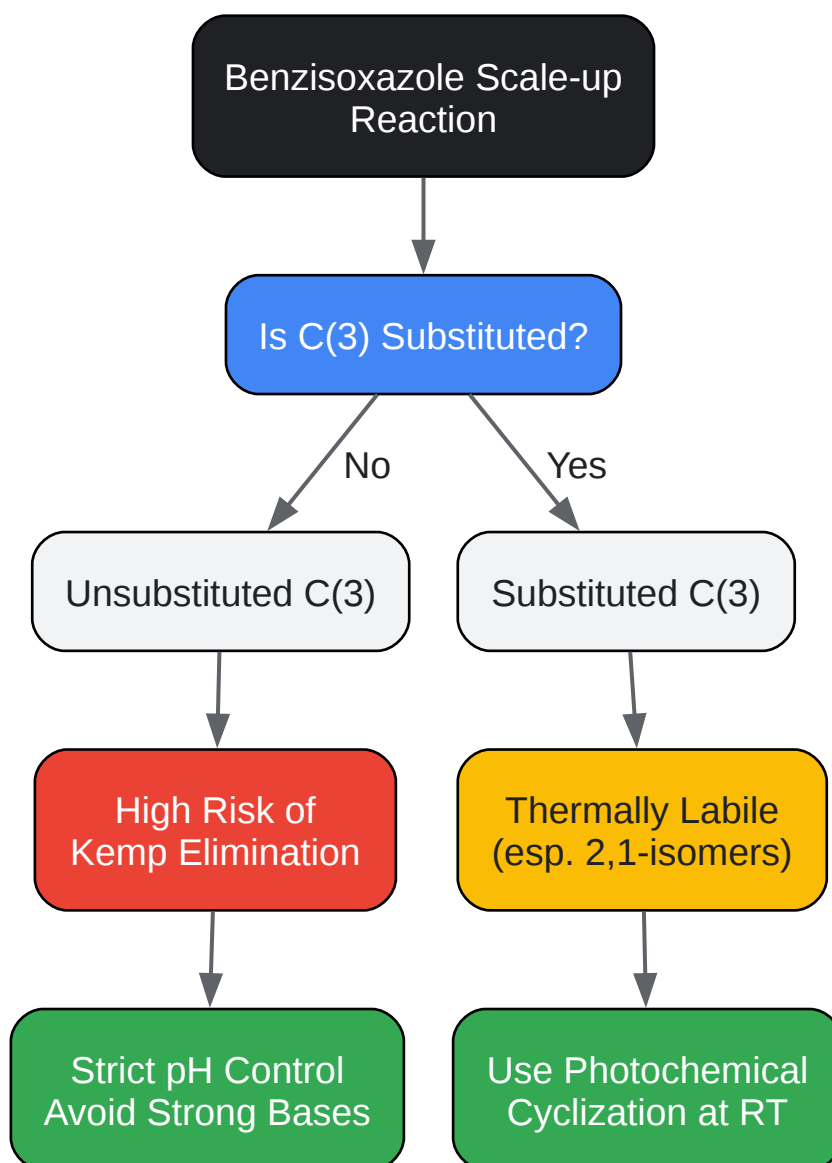 Benzisoxazole Scale-up
Reaction
Is C(3) Substituted?
No
Yes
Unsubstituted C(3)
Substituted C(3)
High Risk of
Kemp Elimination
Thermally Labile
(esp. 2,1-isomers)
Strict pH Control
Avoid Strong Bases
Use Photochemical
Cyclization at RT